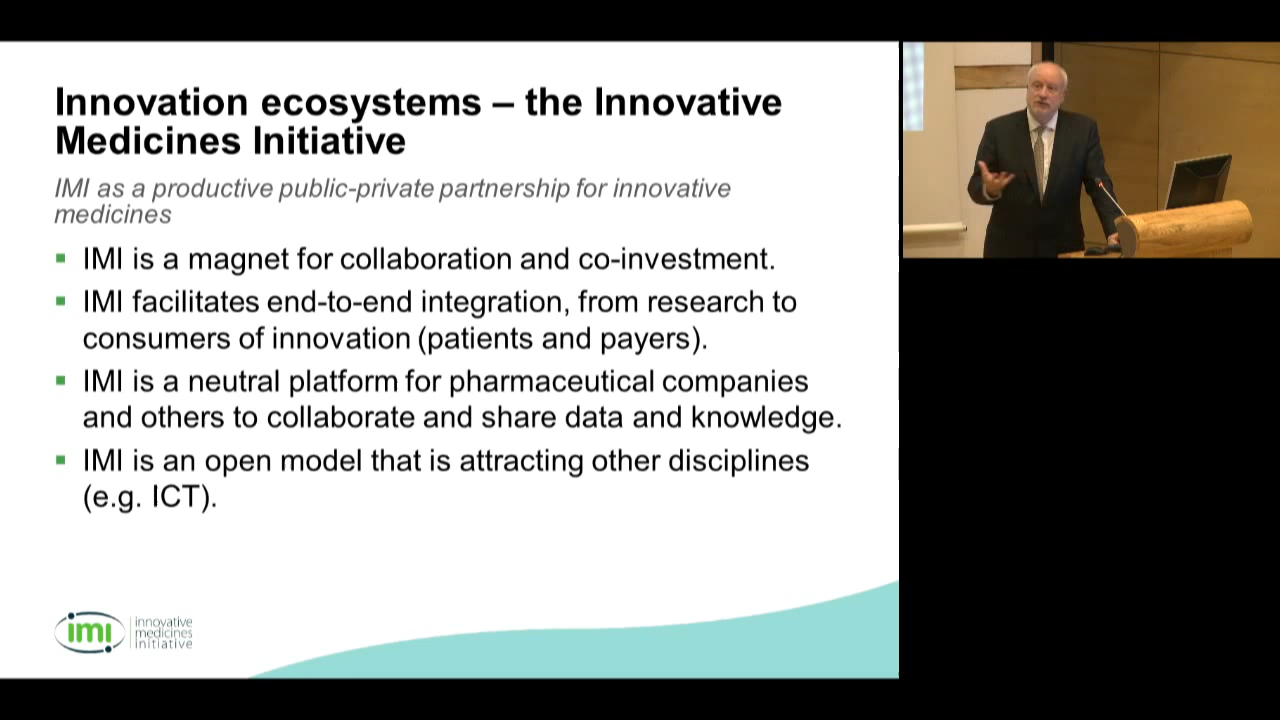 Innovation ecosystems – the Innovative
Medicines Initiative
IMI as a productive public-private partnership for innovative
medicines
▪ IMI is a magnet for collaboration and co-investment.
▪ IMI facilitates end-to-end integration, from research to
consumers of innovation (patients and payers).
▪ IMI is a neutral platform for pharmaceutical companies
and others to collaborate and share data and knowledge.
▪ IMI is an open model that is attracting other disciplines
(e.g. ICT).
imi
innovative
medicines
initiative